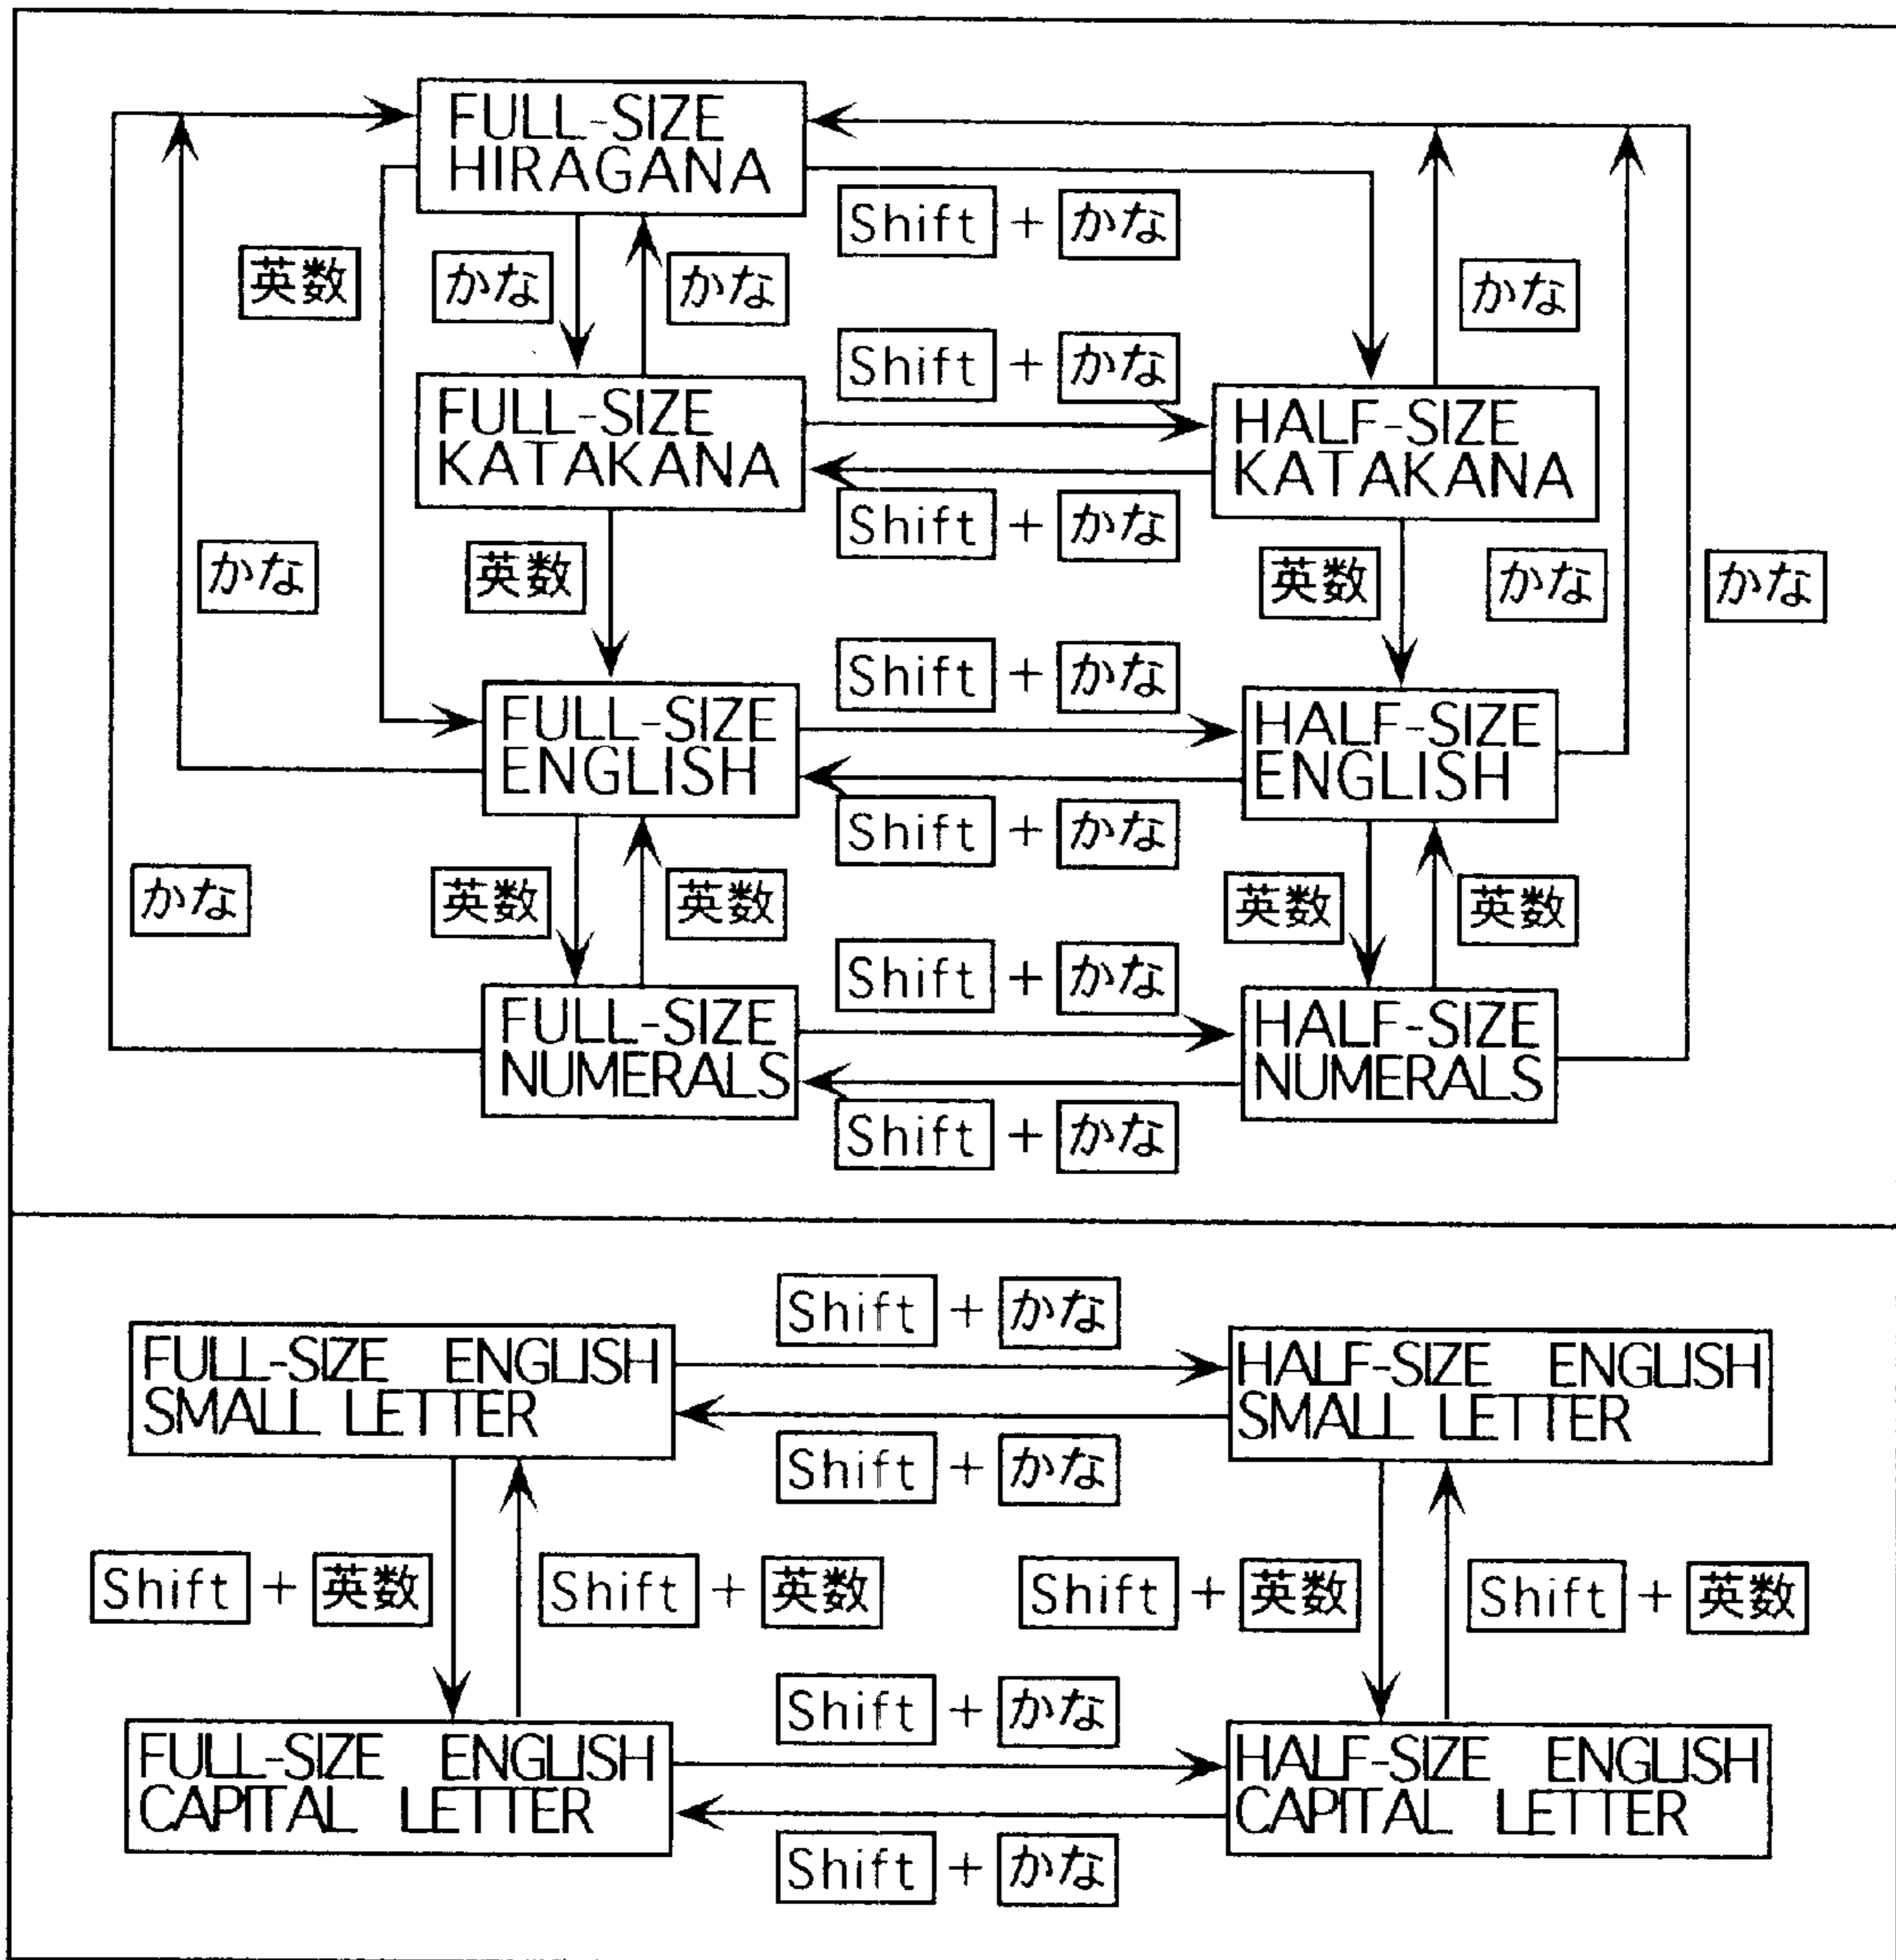 FULL-SIZE
HIRAGANA
Shift + かな
英数
かな
かな
かな
Shift + かな
FULL-SIZE
KATAKANA
HALF-SIZE
KATAKANA
Shift + かな
かな
英数
英数
かな
かな
Shift + かな
FULL-SIZE
ENGLISH
HALF-SIZE
ENGLISH
Shift + かな
かな
英数
英数
英数
英数
Shift + かな
FULL-SIZE
NUMERALS
HALF-SIZE
NUMERALS
Shift + かな
Shift + かな
FULL-SIZE ENGLISH
SMALL LETTER
HALF-SIZE ENGLISH
SMALL LETTER
Shift + かな
Shift + 英数
Shift + 英数
Shift + 英数
Shift + 英数
Shift + かな
FULL-SIZE ENGLISH
CAPITAL LETTER
HALF-SIZE ENGLISH
CAPITAL LETTER
Shift + かな